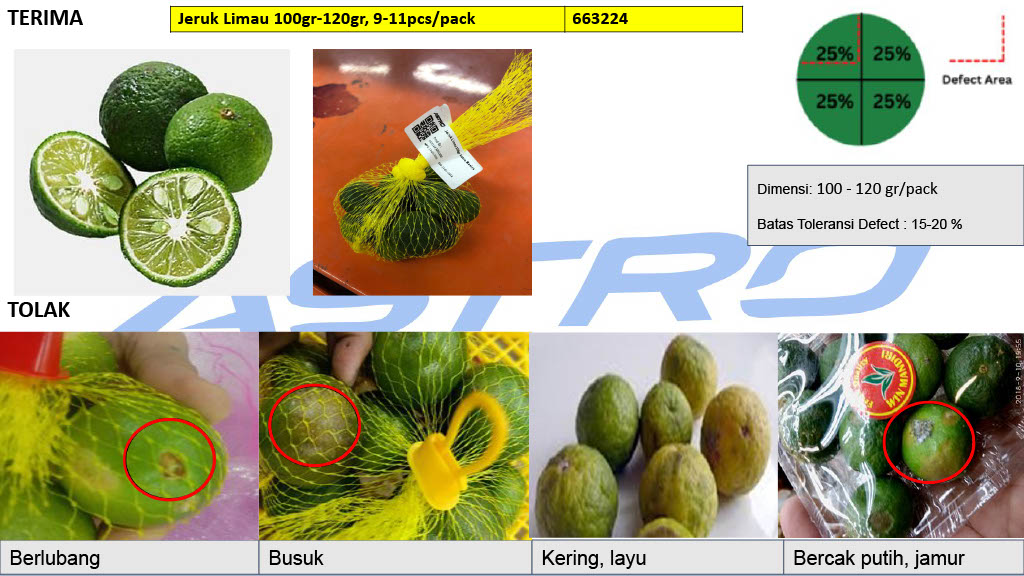 TERIMA
Jeruk Limau 100gr-120gr, 9-11pcs/pack 663224
25% 25%
25% 25%
Defect Area
Dimensi: 100 - 120 gr/pack
Batas Toleransi Defect : 15-20 %
ASTRO
TOLAK
MANDIRI
Berlubang
Busuk
Kering, layu
Bercak putih, jamur